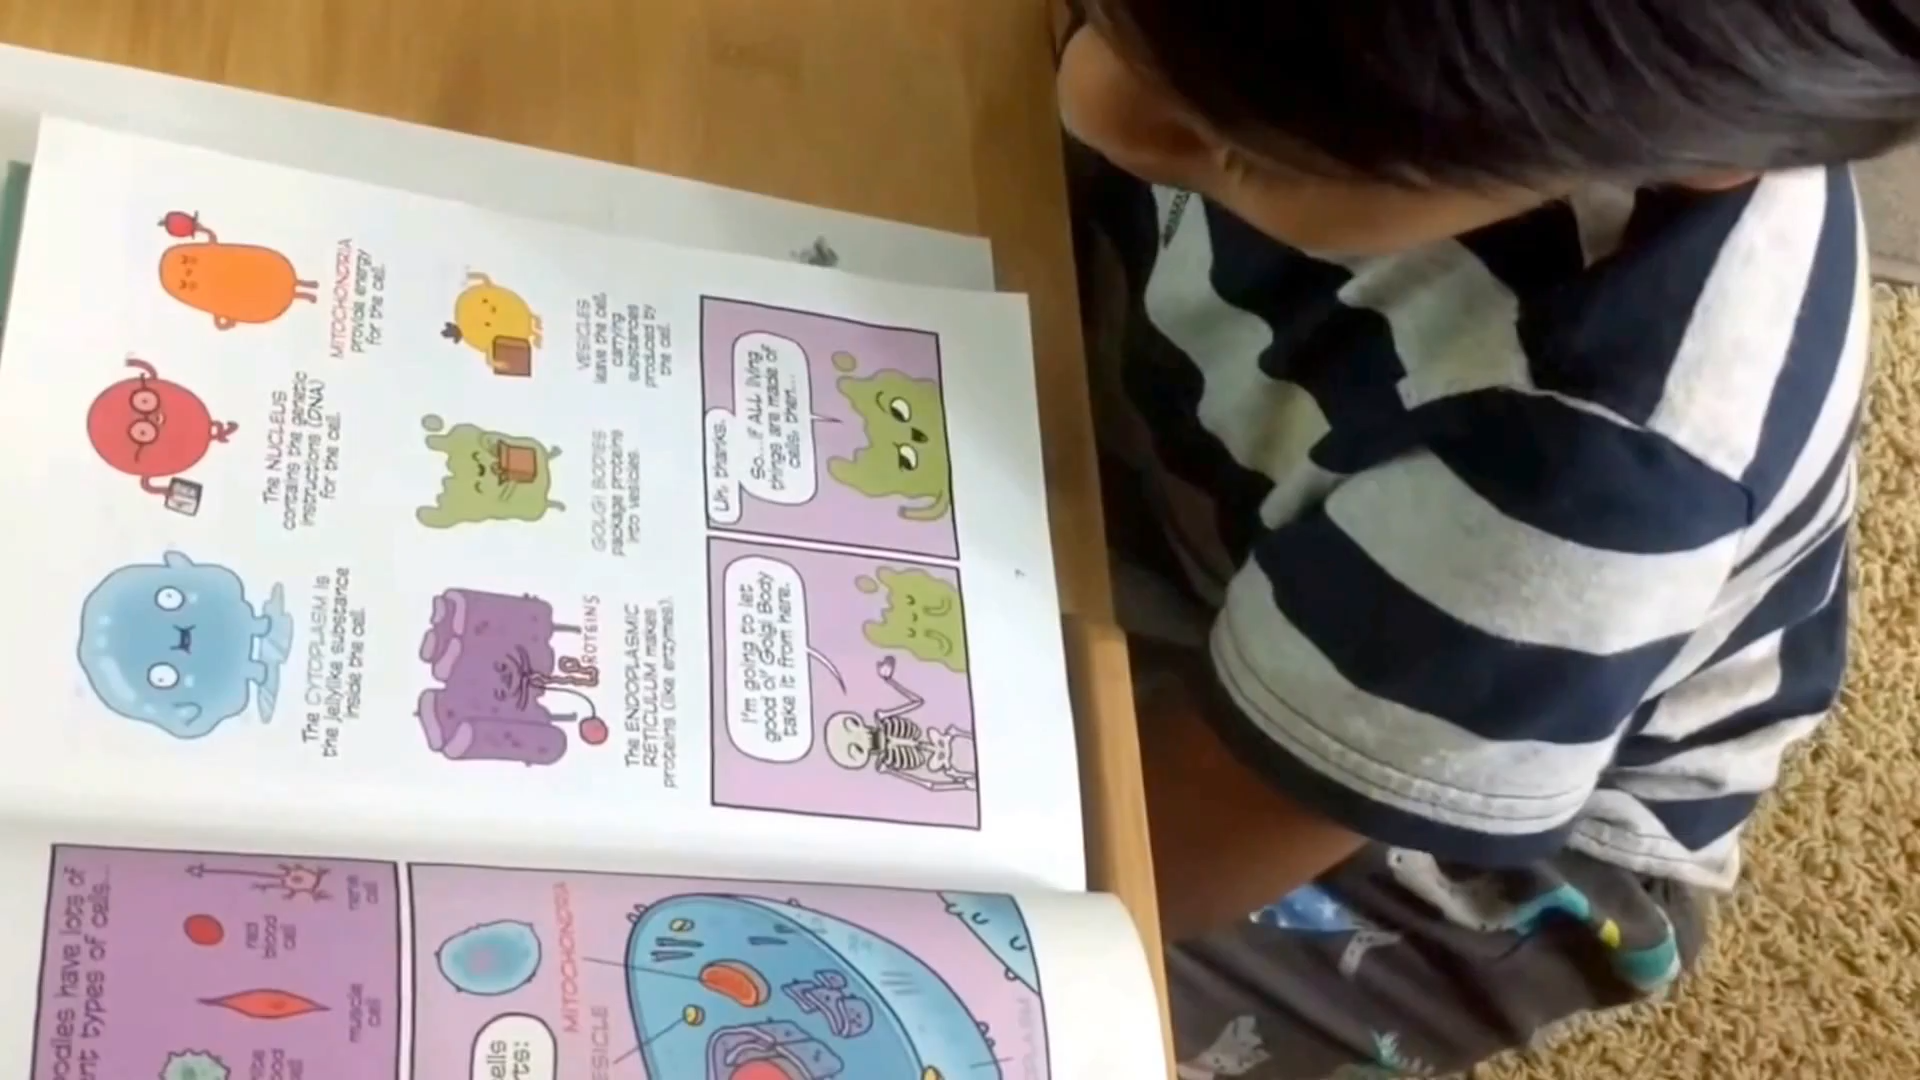 odies have lots of
nt types of cells...
nerve
cell
red
blood
cell
muscle
cell
MITOCHONDRIA
ells
rts:
The CYTOPLASM is
the jellylike substance
inside the cell.
The NUCLEUS
contains the genetic
instructions (DNA)
for the cell.
MITOCHONDRIA
provide energy
for the cell.
PROTEINS
The ENDOPLASMIC
RETICULUM makes
proteins (like enzymes).
GOLGI BODIES
package proteins
into vesicles.
VESICLES
leave the cell,
carrying
substances
produced by
the cell.
I'm going to let
good ol' Golgi Body
take it from here.
Uh, thanks.
So...if ALL living
things are made of
cells, then...
7